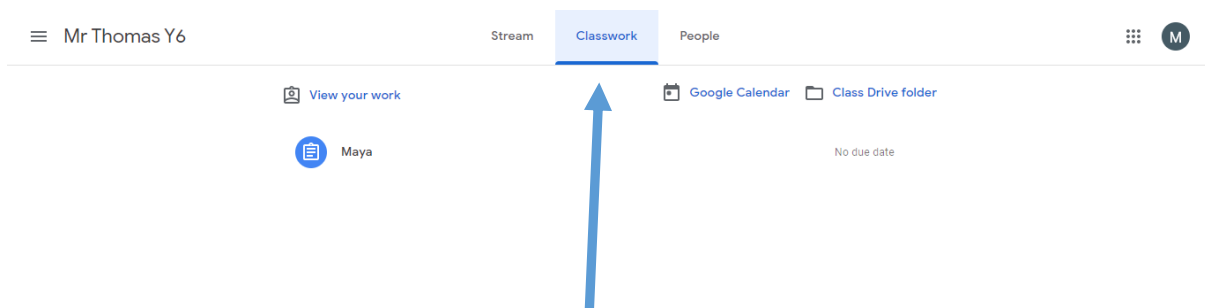 Mr Thomas Y6 Stream Classwork People M
View your work Google Calendar Class Drive folder
Maya No due date